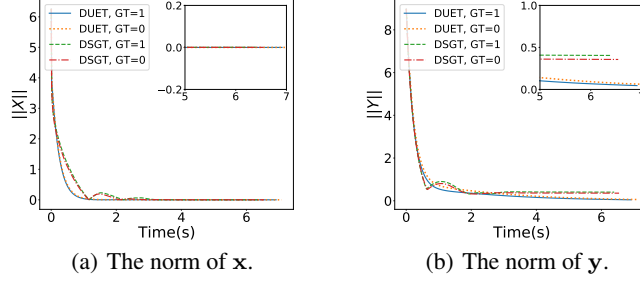 ||X||
6
5
4
3
2
1
0
DUET, GT=1
DUET, GT=0
DSGT, GT=1
DSGT, GT=0
0.2
0.0
−0.2
5 6 7
0 2 4 6
Time(s)
(a) The norm of x.
||Y||
8
6
4
2
0
DUET, GT=1
DUET, GT=0
DSGT, GT=1
DSGT, GT=0
1.0
0.5
0.0
5 6 7
0 2 4 6
Time(s)
(b) The norm of y.